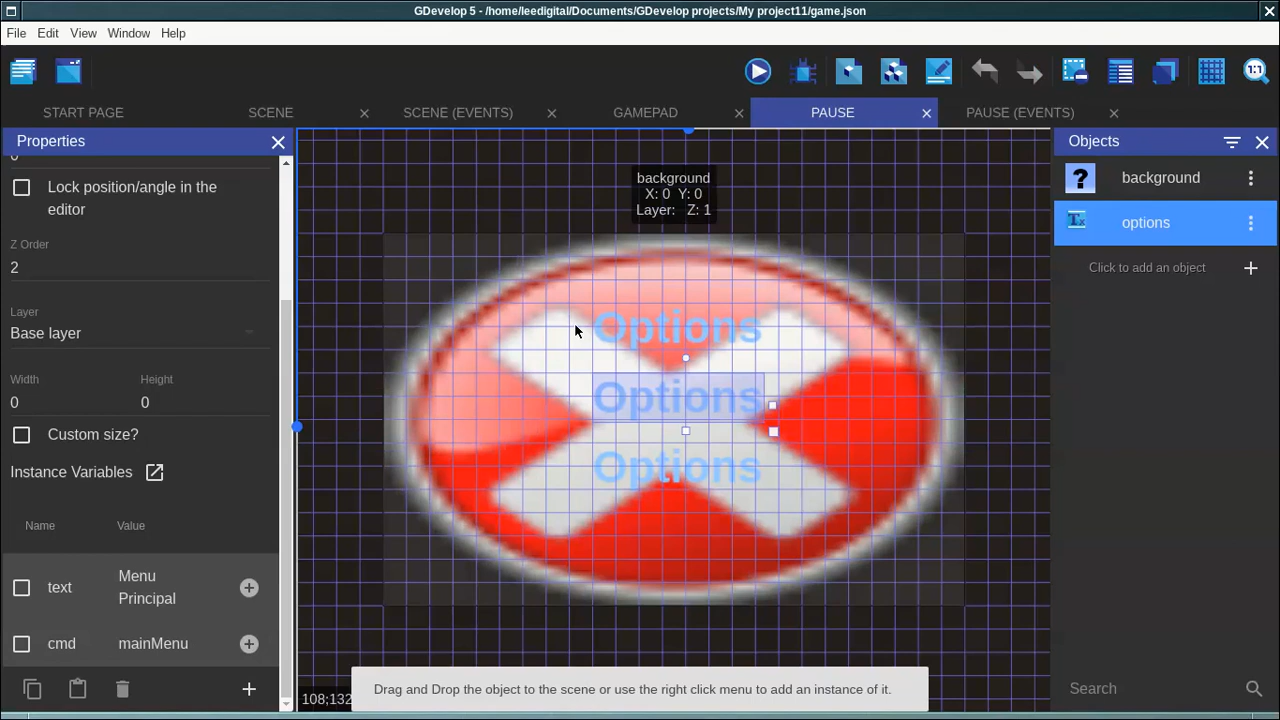 GDevelop 5 - /home/leedigital/Documents/GDevelop projects/My project11/game.json
File Edit View Window Help
1:1
START PAGE SCENE SCENE (EVENTS) GAMEPAD PAUSE PAUSE (EVENTS)
Properties
Lock position/angle in the
editor
Z Order
2
Layer
Base layer
Width Height
0 0
Custom size?
Instance Variables
Name Value
text Menu
Principal
cmd mainMenu
background
X: 0 Y: 0
Layer: Z: 1
Options
Options
Options
108;132
Drag and Drop the object to the scene or use the right click menu to add an instance of it.
Objects
? background
Tx options
Click to add an object
Search